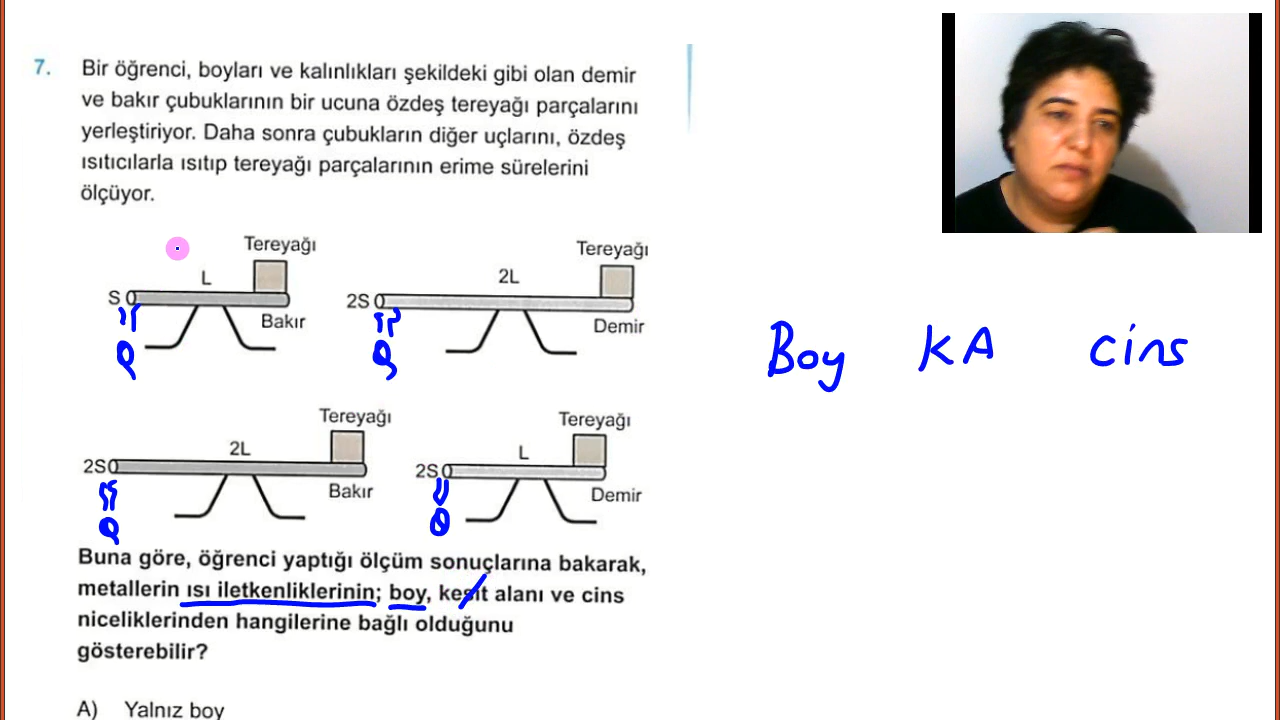 7. Bir öğrenci, boyları ve kalınlıkları şekildeki gibi olan demir
ve bakır çubuklarının bir ucuna özdeş tereyağı parçalarını
yerleştiriyor. Daha sonra çubukların diğer uçlarını, özdeş
ısıtıcılarla ısıtıp tereyağı parçalarının erime sürelerini
ölçüyor.
Tereyağı
L
S
Bakır
Q
Tereyağı
2L
2S
Demir
Q
Boy KA cins
Tereyağı
2L
2S
Bakır
Q
Tereyağı
L
2S
Demir
Q
Buna göre, öğrenci yaptığı ölçüm sonuçlarına bakarak,
metallerin ısı iletkenliklerinin; boy, kesit alanı ve cins
niceliklerinden hangilerine bağlı olduğunu
gösterebilir?
A) Yalnız boy